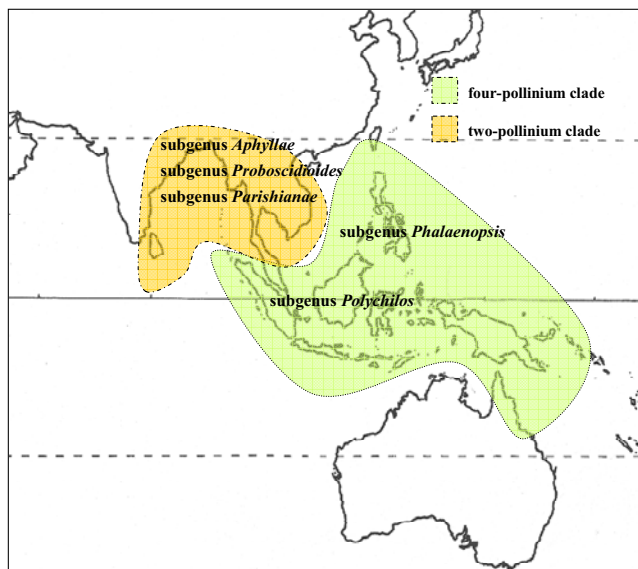 four-pollinium clade
two-pollinium clade
subgenus Aphyllae
subgenus Proboscidioides
subgenus Parishianae
subgenus Phalaenopsis
subgenus Polychilos